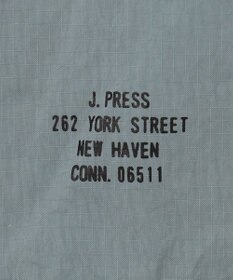 J. PRESS
262 YORK STREET
NEW HAVEN
CONN. 06511